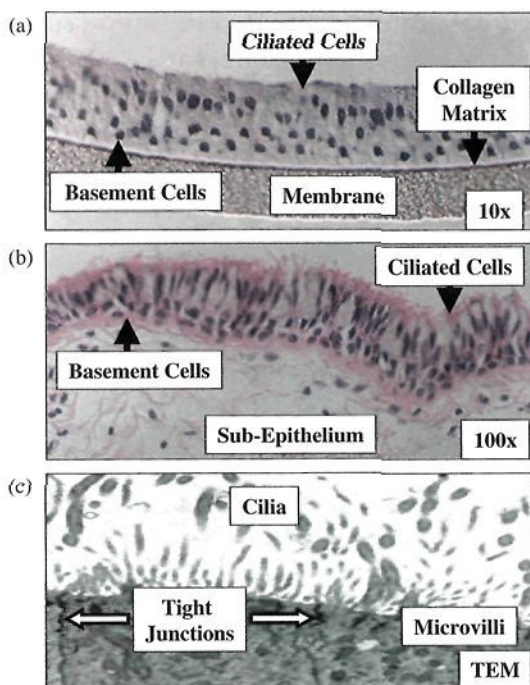 (a)
Ciliated Cells
Collagen
Matrix
Basement Cells
Membrane
10x
(b)
Ciliated Cells
Basement Cells
Sub-Epithelium
100x
(c)
Cilia
Tight
Junctions
Microvilli
TEM